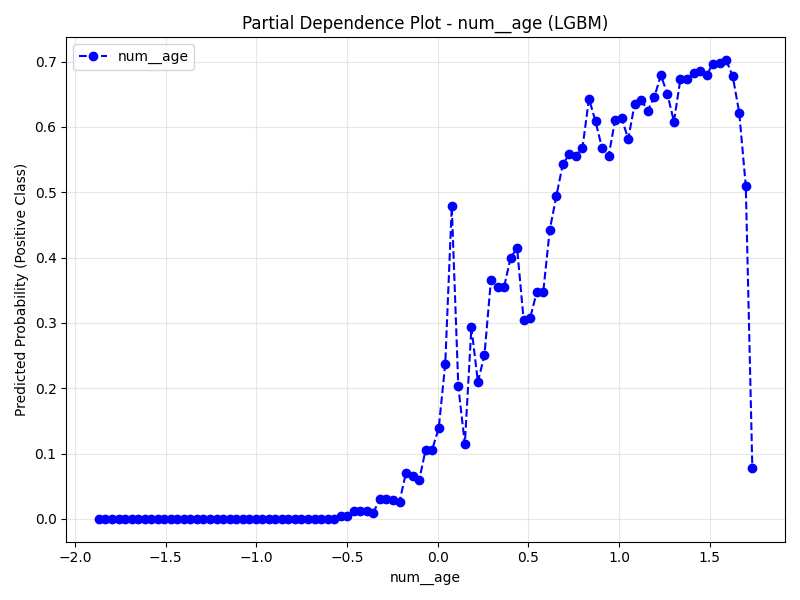 Partial Dependence Plot - num__age (LGBM)
num__age
Predicted Probability (Positive Class)
0.7
0.6
0.5
0.4
0.3
0.2
0.1
0.0
−2.0 −1.5 −1.0 −0.5 0.0 0.5 1.0 1.5
num__age